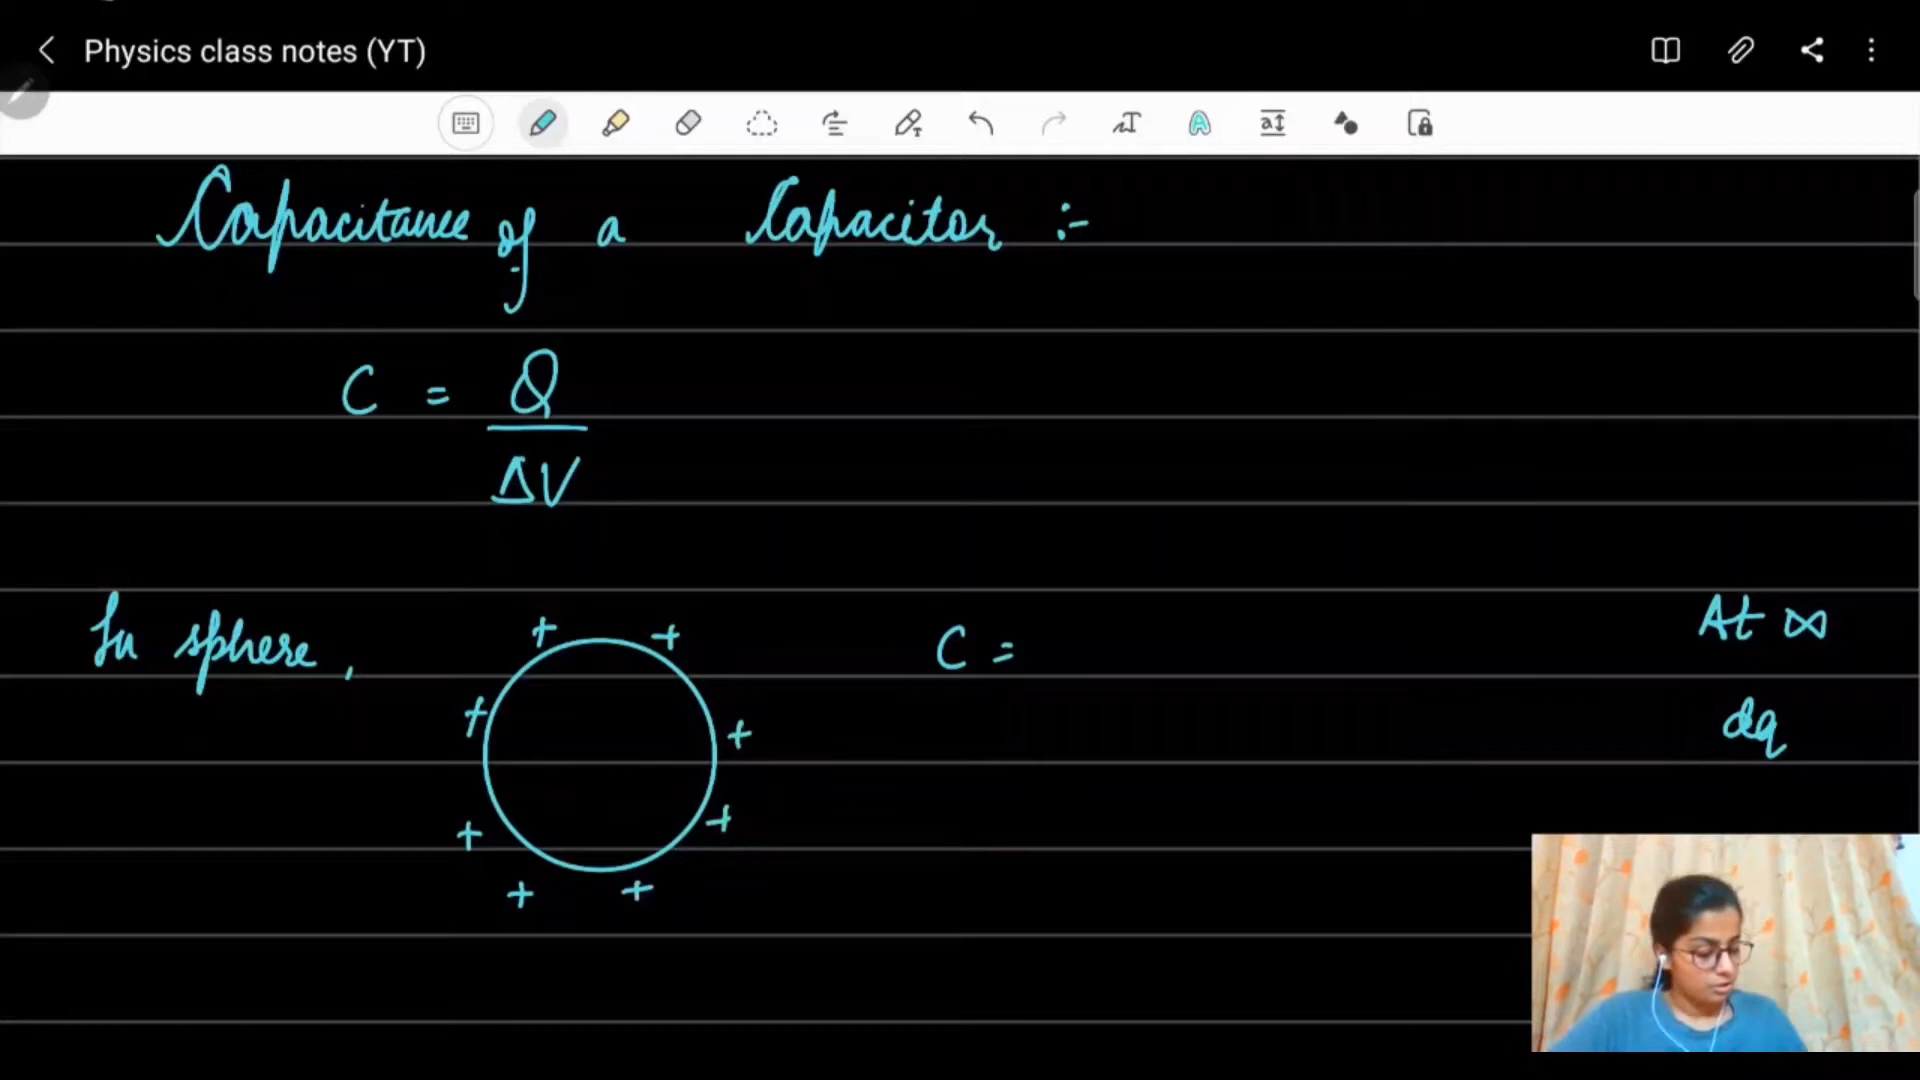 Physics class notes (YT)
Capacitance of a Capacitor :-
C = Q
ΔV
In sphere,
C =
At ∞
dq
+ +
+ +
+ +
+ +